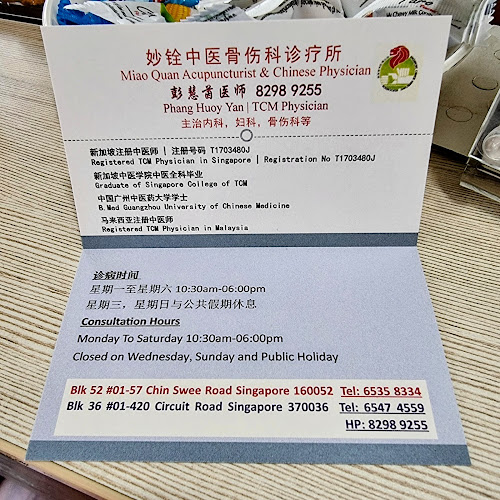 Chewy Milk
妙铨中医骨伤科诊疗所
Miao Quan Acupuncturist & Chinese Physician
彭慧茵医师 8298 9255
Phang Huoy Yan | TCM Physician
主治内科，妇科，骨伤科等
新加坡注册中医师 | 注册号码 T1703480J
Registered TCM Physician in Singapore | Registration No T1703480J
新加坡中医学院中医全科毕业
Graduate of Singapore College of TCM
中国广州中医药大学学士
B.Med Guangzhou University of Chinese Medicine
马来西亚注册中医师
Registered TCM Physician in Malaysia
诊病时间
星期一至星期六 10:30am-06:00pm
星期三，星期日与公共假期休息
Consultation Hours
Monday To Saturday 10:30am-06:00pm
Closed on Wednesday, Sunday and Public Holiday
Blk 52 #01-57 Chin Swee Road Singapore 160052 Tel: 6535 8334
Blk 36 #01-420 Circuit Road Singapore 370036 Tel: 6547 4559
HP: 8298 9255